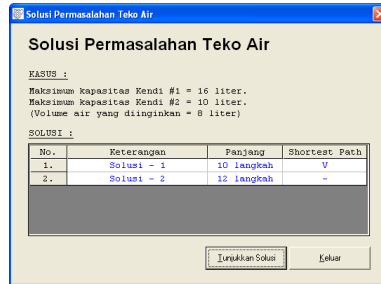 Solusi Permasalahan Teko Air
Solusi Permasalahan Teko Air
KASUS :
Maksimum kapasitas Kendi #1 = 16 liter.
Maksimum kapasitas Kendi #2 = 10 liter.
(Volume air yang diinginkan = 8 liter)
SOLUSI :
No. Keterangan Panjang Shortest Path
1. Solusi - 1 10 langkah V
2. Solusi - 2 12 langkah -
Tunjukkan Solusi Keluar